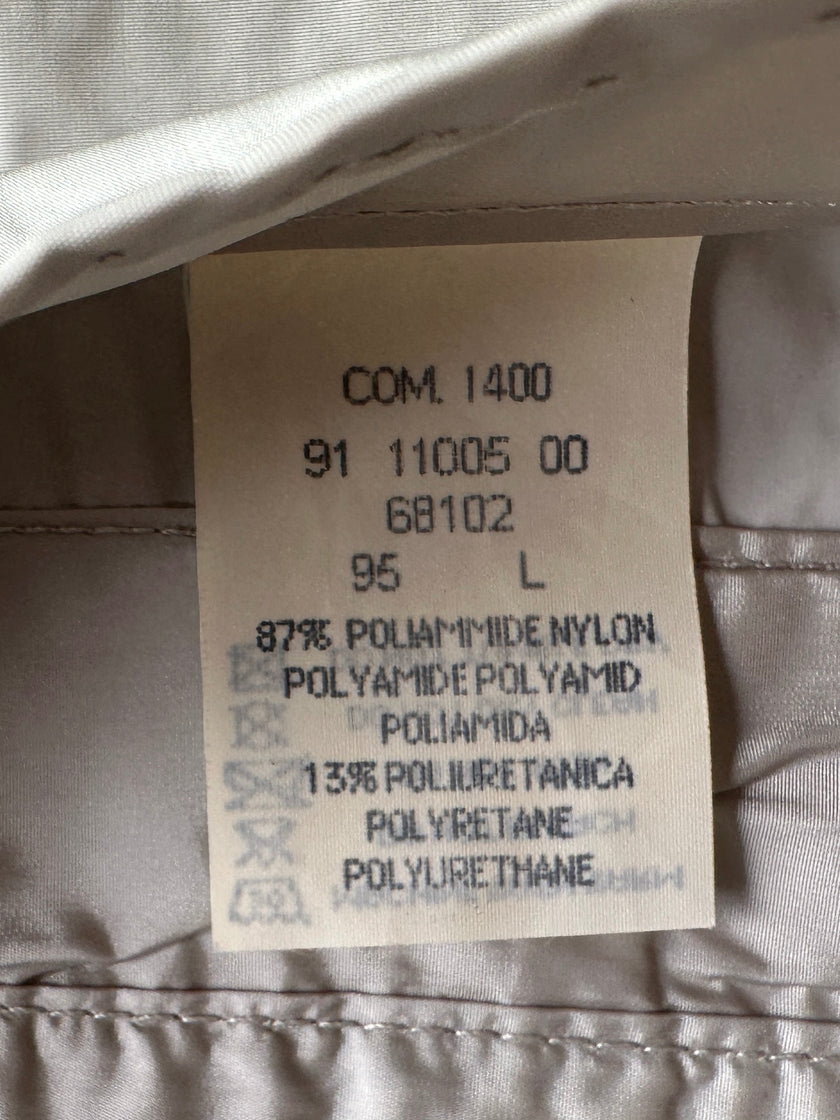 COM. 1400
91 11005 00
68102
95 L
87% POLIAMMIDE NYLON
POLYAMIDE POLYAMID
POLIAMIDA
13% POLIURETANICA
POLYRETANE
POLYURETHANE